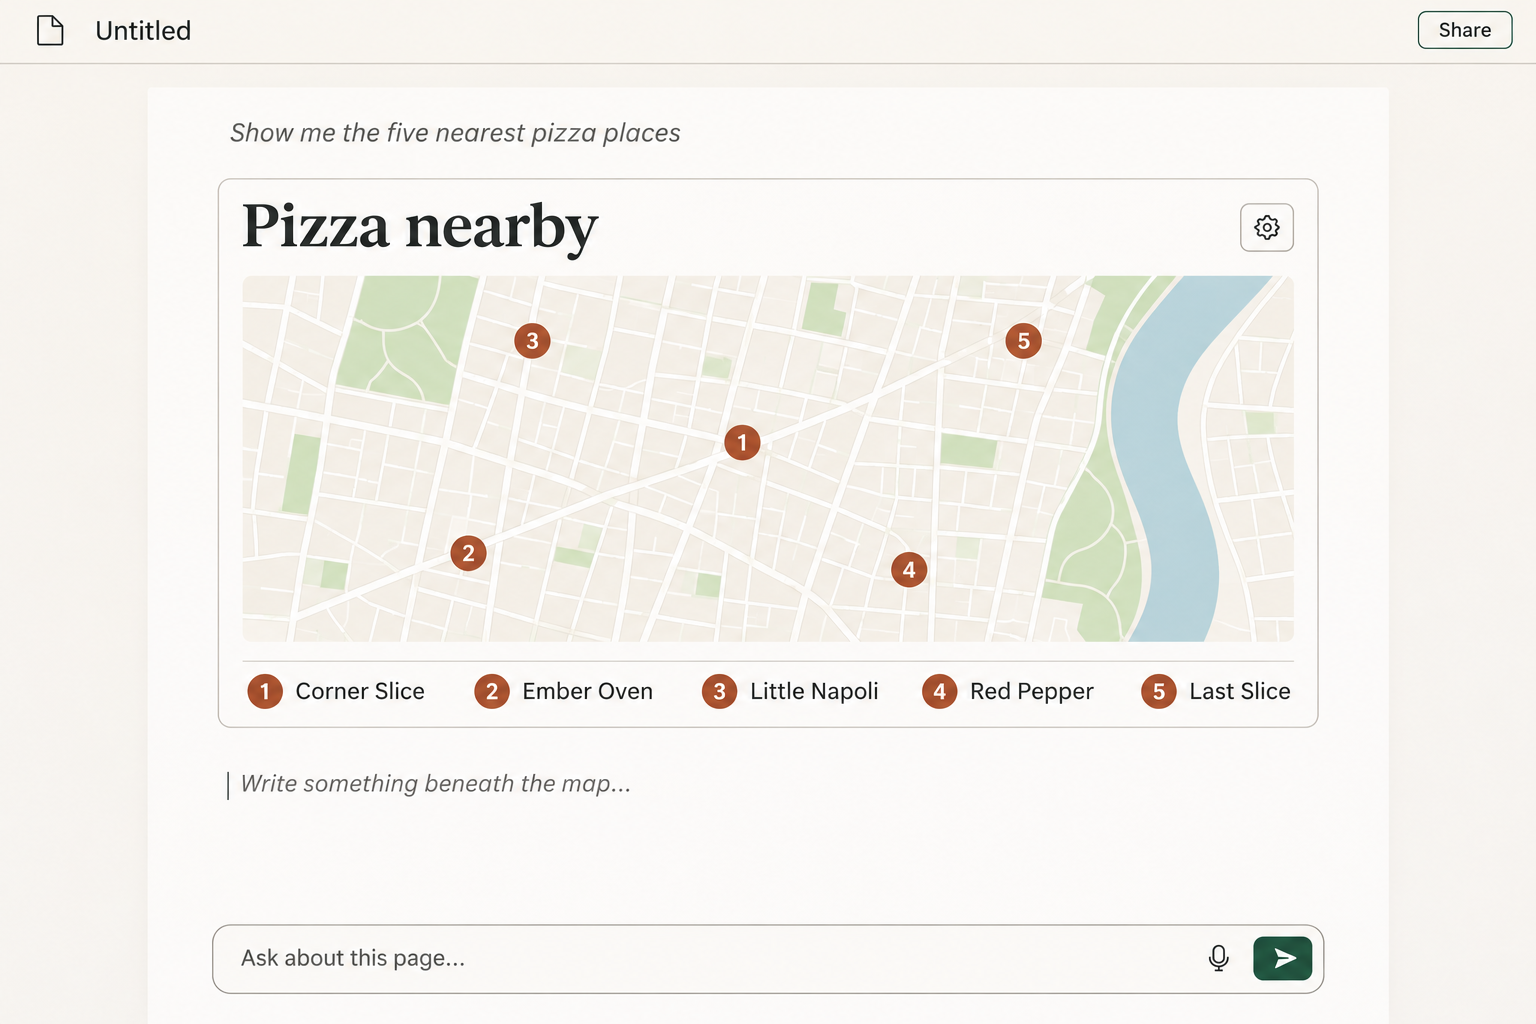 Untitled
Share
Show me the five nearest pizza places
Pizza nearby
3
5
1
2
4
1 Corner Slice 2 Ember Oven 3 Little Napoli 4 Red Pepper 5 Last Slice
Write something beneath the map...
Ask about this page...